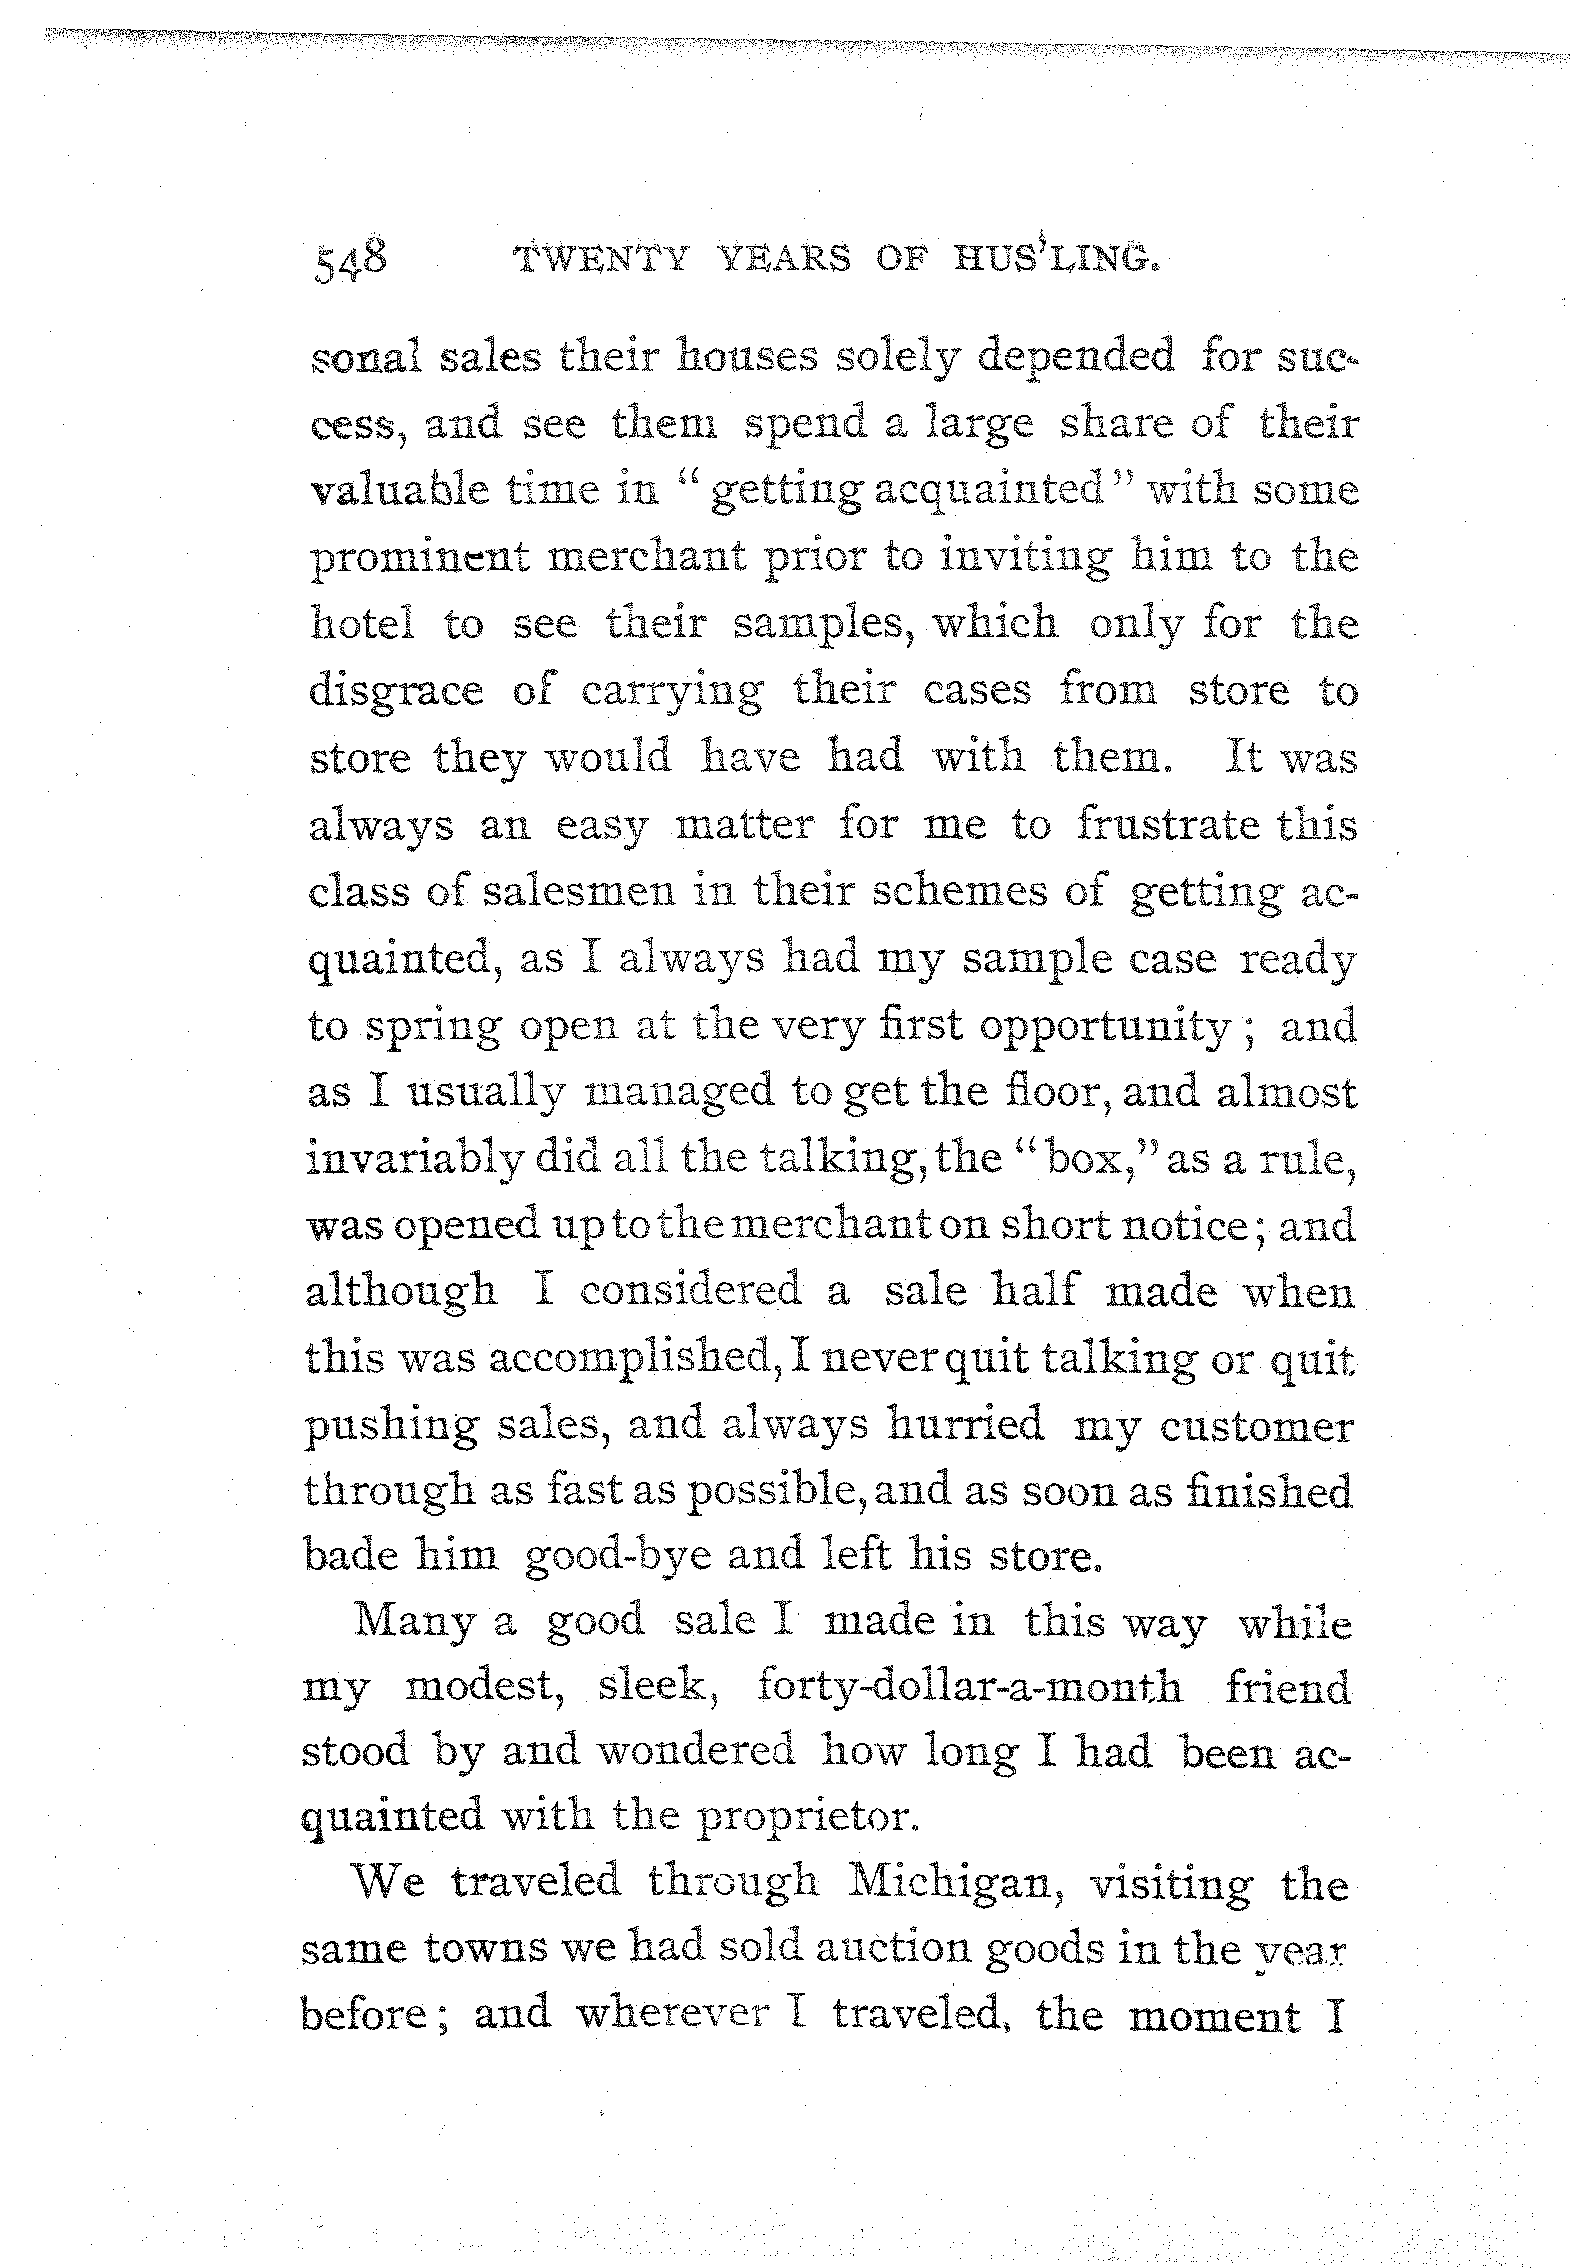 548 TWENTY YEARS OF HUS'LING.
sonal sales their houses solely depended for suc-
cess, and see them spend a large share of their
valuable time in "getting acquainted" with some
prominent merchant prior to inviting him to the
hotel to see their samples, which only for the
disgrace of carrying their cases from store to
store they would have had with them. It was
always an easy matter for me to frustrate this
class of salesmen in their schemes of getting ac-
quainted, as I always had my sample case ready
to spring open at the very first opportunity; and
as I usually managed to get the floor, and almost
invariably did all the talking, the "box," as a rule,
was opened up to the merchant on short notice; and
although I considered a sale half made when
this was accomplished, I never quit talking or quit
pushing sales, and always hurried my customer
through as fast as possible, and as soon as finished
bade him good-bye and left his store.
Many a good sale I made in this way while
my modest, sleek, forty-dollar-a-month friend
stood by and wondered how long I had been ac-
quainted with the proprietor.
We traveled through Michigan, visiting the
same towns we had sold auction goods in the year
before; and wherever I traveled, the moment I